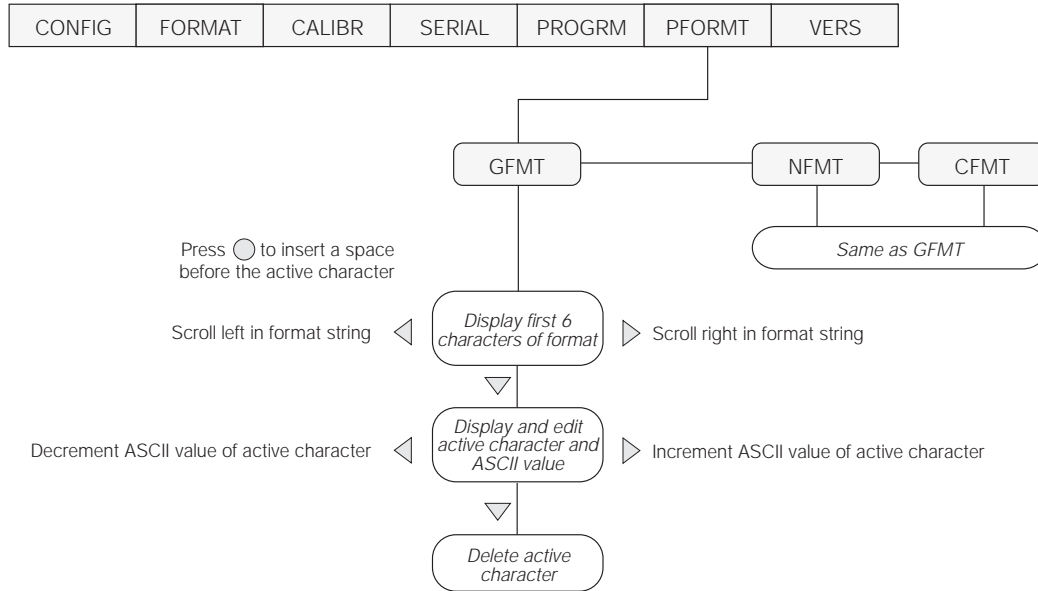 CONFIG FORMAT CALIBR SERIAL PROGRM PFORMT VERS
GFMT NFMT CFMT
Same as GFMT
Press to insert a space
before the active character
Display first 6
characters of format
Scroll left in format string
Scroll right in format string
Display and edit
active character and
ASCII value
Decrement ASCII value of active character
Increment ASCII value of active character
Delete active
character